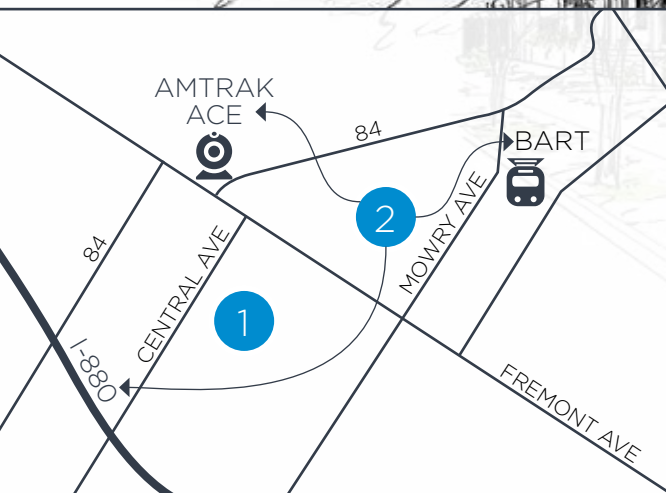 AMTRAK
ACE
84
BART
2
MOWRY AVE
84
CENTRAL AVE
1
I-880
FREMONT AVE